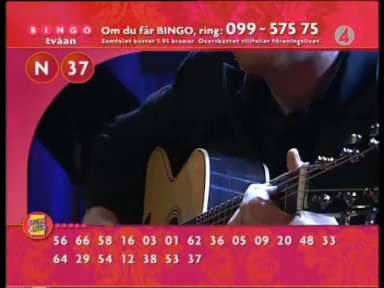 BINGO
tvåan
Om du får BINGO, ring: 099 - 575 75
Samtalet kostar 1,95 kronor. Överskottet tillfaller föreningslivet
4
N 37
56 66 58 16 03 01 62 36 05 09 20 48 33
64 29 54 12 38 53 37